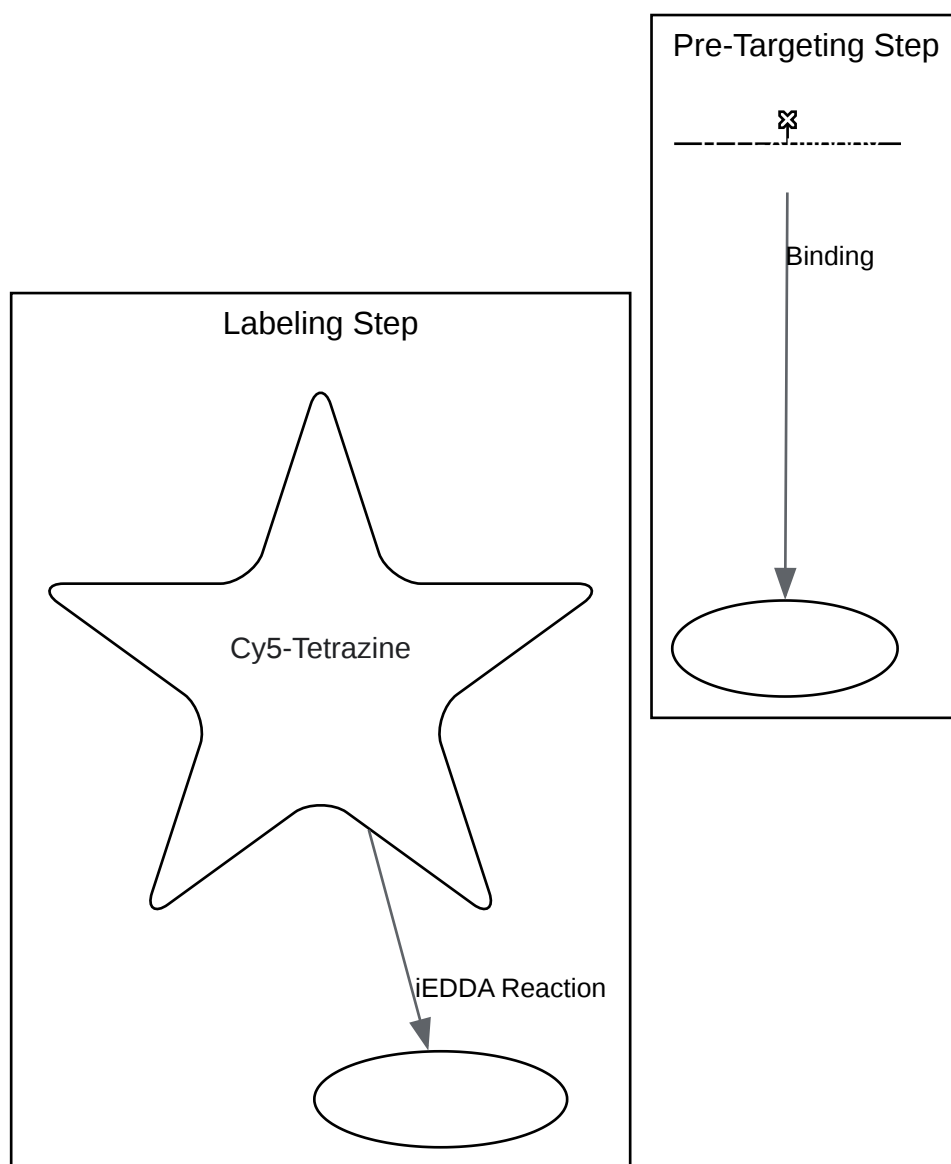 Pre-Targeting Step
Binding
Labeling Step
Cy5-Tetrazine
iEDDA Reaction